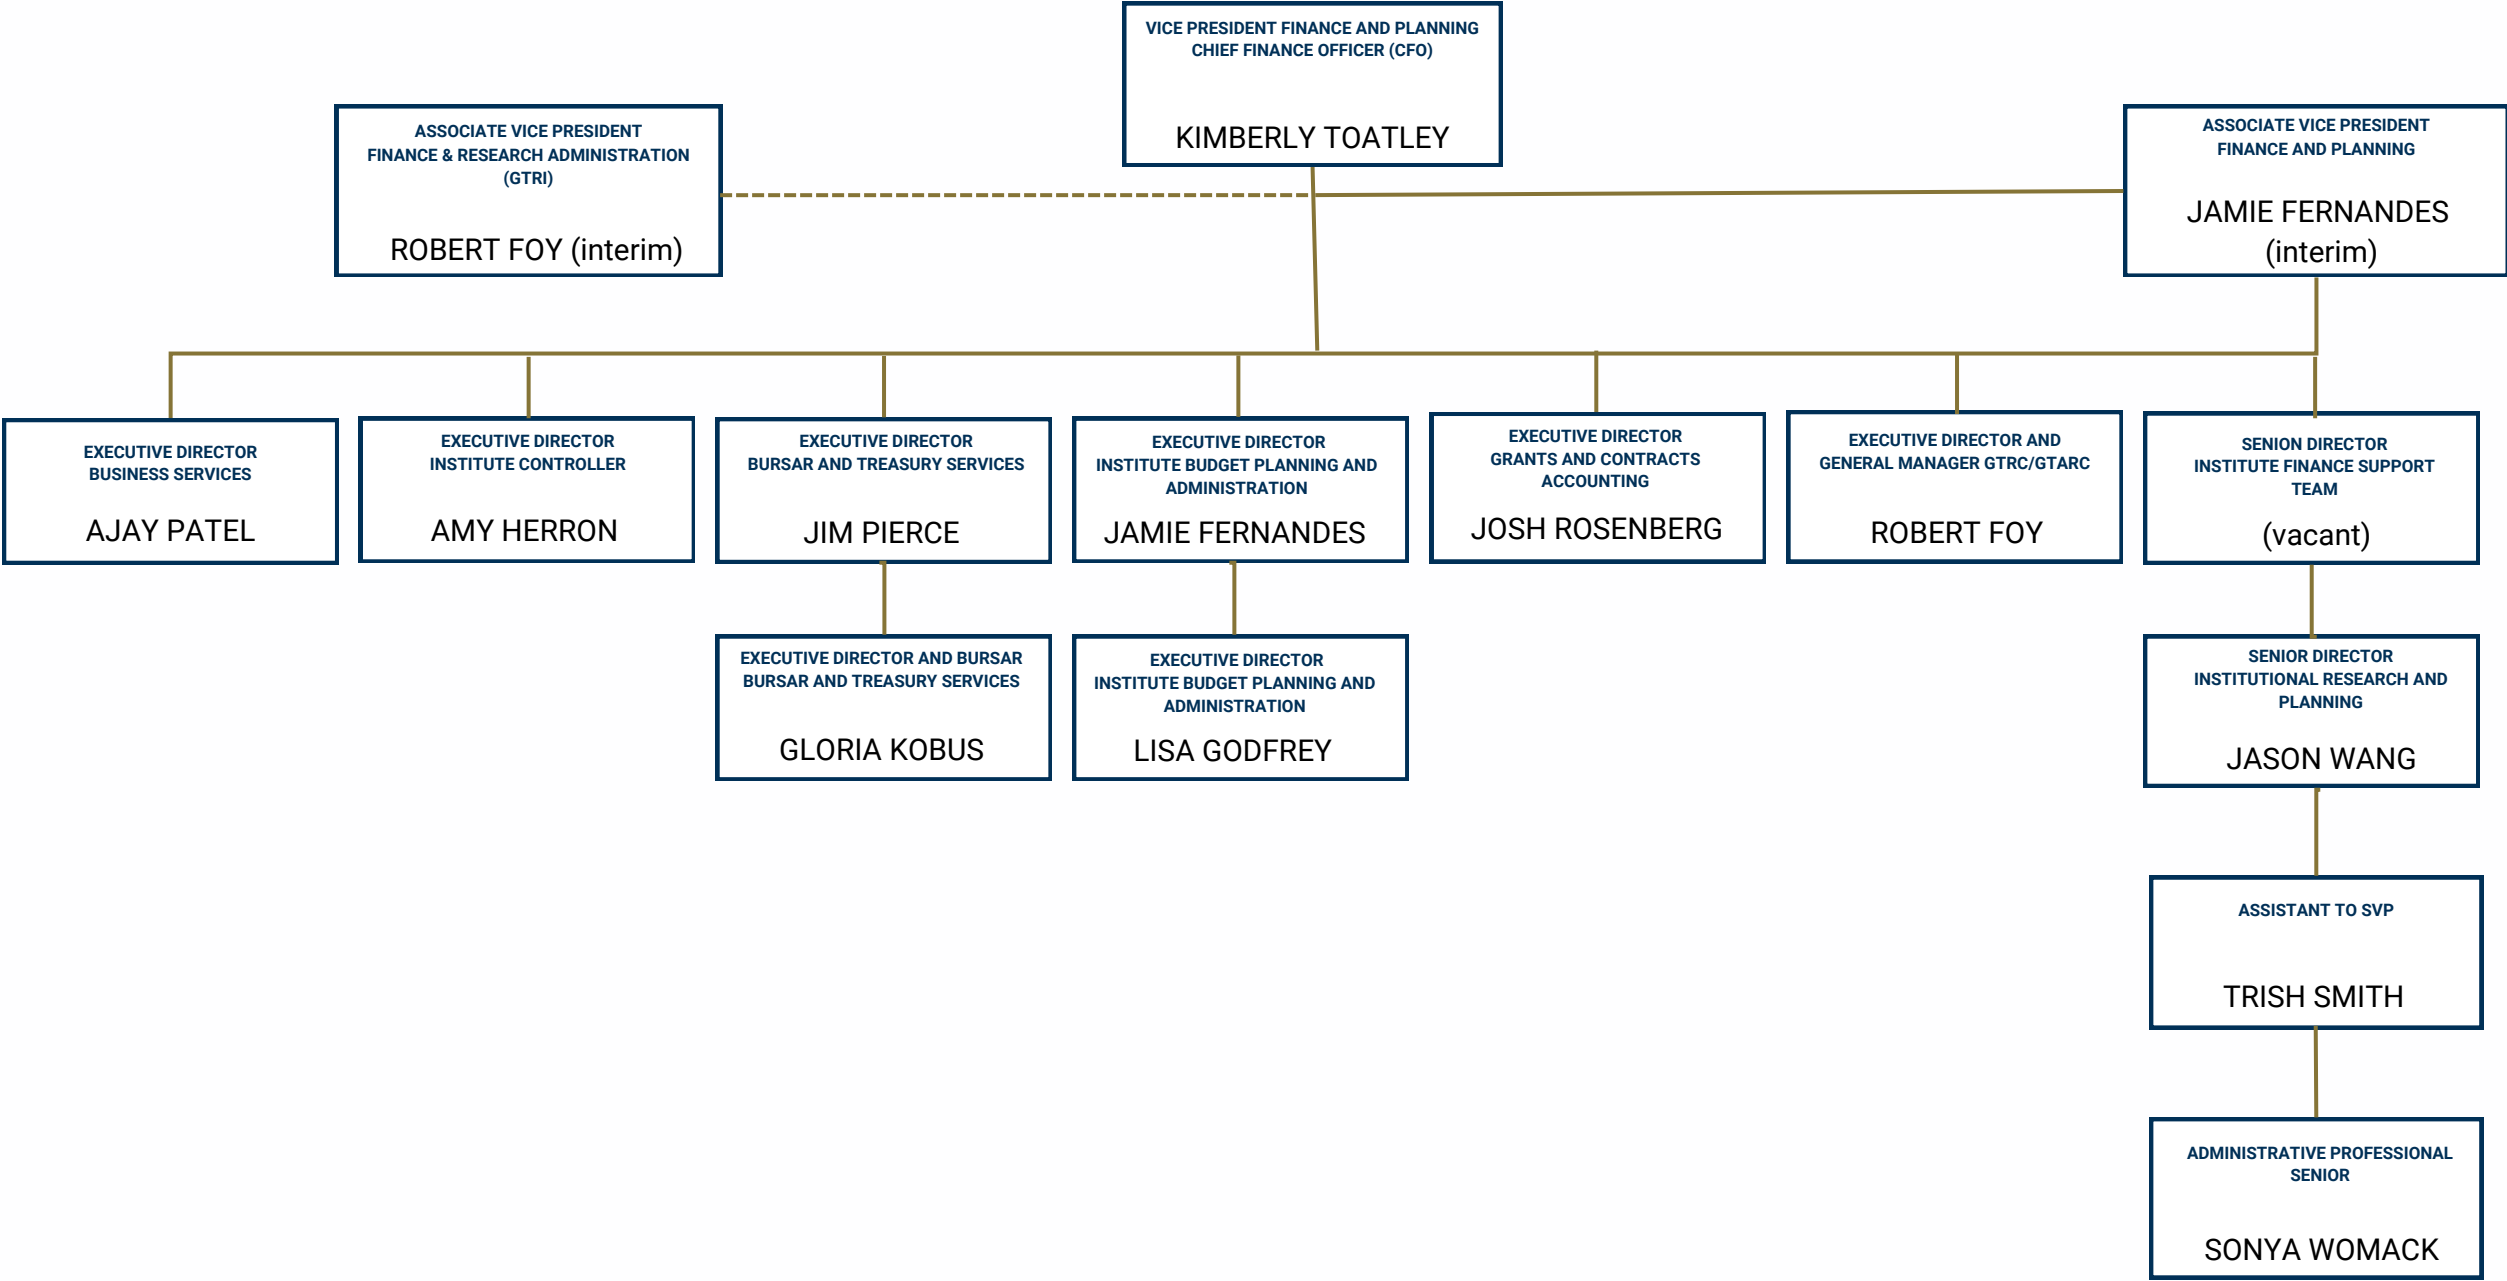 VICE PRESIDENT FINANCE AND PLANNING
CHIEF FINANCE OFFICER (CFO)
KIMBERLY TOATLEY
ASSOCIATE VICE PRESIDENT
FINANCE & RESEARCH ADMINISTRATION
(GTRI)
ROBERT FOY (interim)
ASSOCIATE VICE PRESIDENT
FINANCE AND PLANNING
JAMIE FERNANDES
(interim)
EXECUTIVE DIRECTOR
BUSINESS SERVICES
AJAY PATEL
EXECUTIVE DIRECTOR
INSTITUTE CONTROLLER
AMY HERRON
EXECUTIVE DIRECTOR
BURSAR AND TREASURY SERVICES
JIM PIERCE
EXECUTIVE DIRECTOR
INSTITUTE BUDGET PLANNING AND
ADMINISTRATION
JAMIE FERNANDES
EXECUTIVE DIRECTOR
GRANTS AND CONTRACTS
ACCOUNTING
JOSH ROSENBERG
EXECUTIVE DIRECTOR AND
GENERAL MANAGER GTRC/GTARC
ROBERT FOY
SENION DIRECTOR
INSTITUTE FINANCE SUPPORT
TEAM
(vacant)
EXECUTIVE DIRECTOR AND BURSAR
BURSAR AND TREASURY SERVICES
GLORIA KOBUS
EXECUTIVE DIRECTOR
INSTITUTE BUDGET PLANNING AND
ADMINISTRATION
LISA GODFREY
SENIOR DIRECTOR
INSTITUTIONAL RESEARCH AND
PLANNING
JASON WANG
ASSISTANT TO SVP
TRISH SMITH
ADMINISTRATIVE PROFESSIONAL
SENIOR
SONYA WOMACK